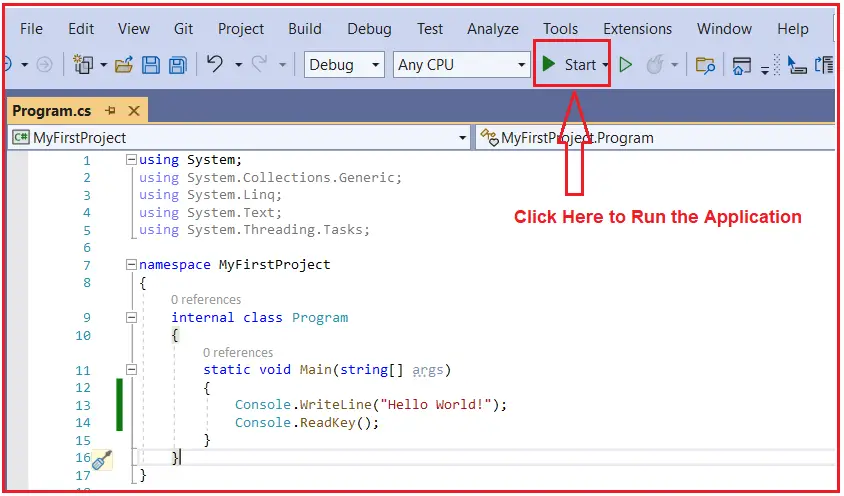 File Edit View Git Project Build Debug Test Analyze Tools Extensions Window Help
Debug Any CPU Start
Program.cs
C# MyFirstProject MyFirstProject.Program
Click Here to Run the Application
1 using System;
2 using System.Collections.Generic;
3 using System.Linq;
4 using System.Text;
5 using System.Threading.Tasks;
6
7 namespace MyFirstProject
8 {
0 references
9 internal class Program
10 {
0 references
11 static void Main(string[] args)
12 {
13 Console.WriteLine("Hello World!");
14 Console.ReadKey();
15 }
16 }
17 }